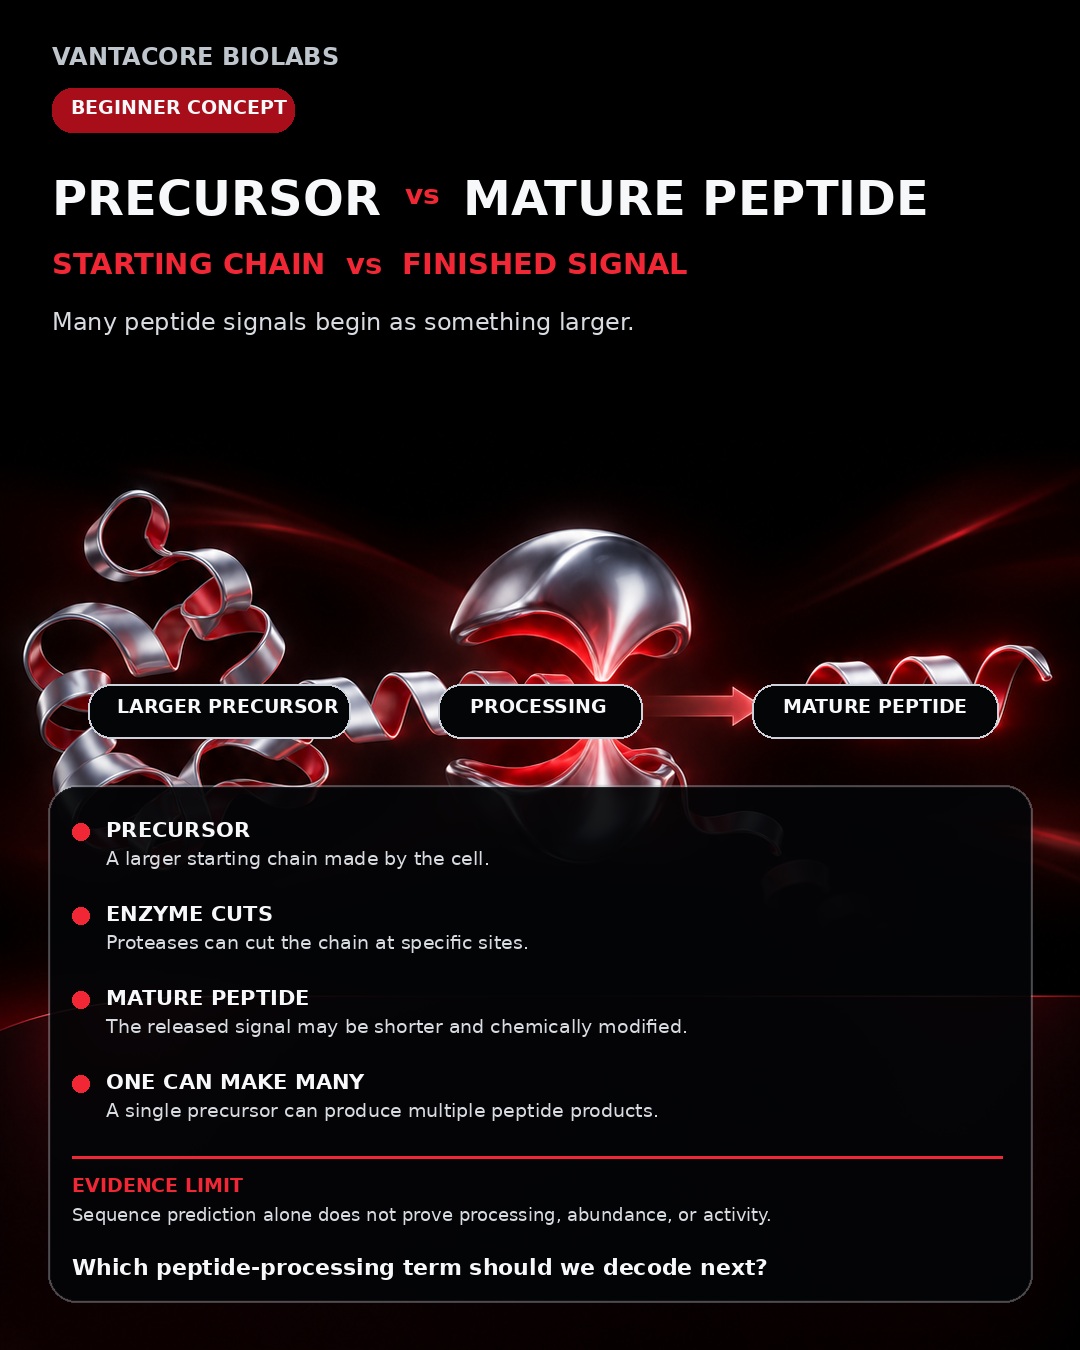 VANTACORE BIOLABS
BEGINNER CONCEPT
PRECURSOR vs MATURE PEPTIDE
STARTING CHAIN vs FINISHED SIGNAL
Many peptide signals begin as something larger.
LARGER PRECURSOR
PROCESSING
MATURE PEPTIDE
PRECURSOR
A larger starting chain made by the cell.
ENZYME CUTS
Proteases can cut the chain at specific sites.
MATURE PEPTIDE
The released signal may be shorter and chemically modified.
ONE CAN MAKE MANY
A single precursor can produce multiple peptide products.
EVIDENCE LIMIT
Sequence prediction alone does not prove processing, abundance, or activity.
Which peptide-processing term should we decode next?